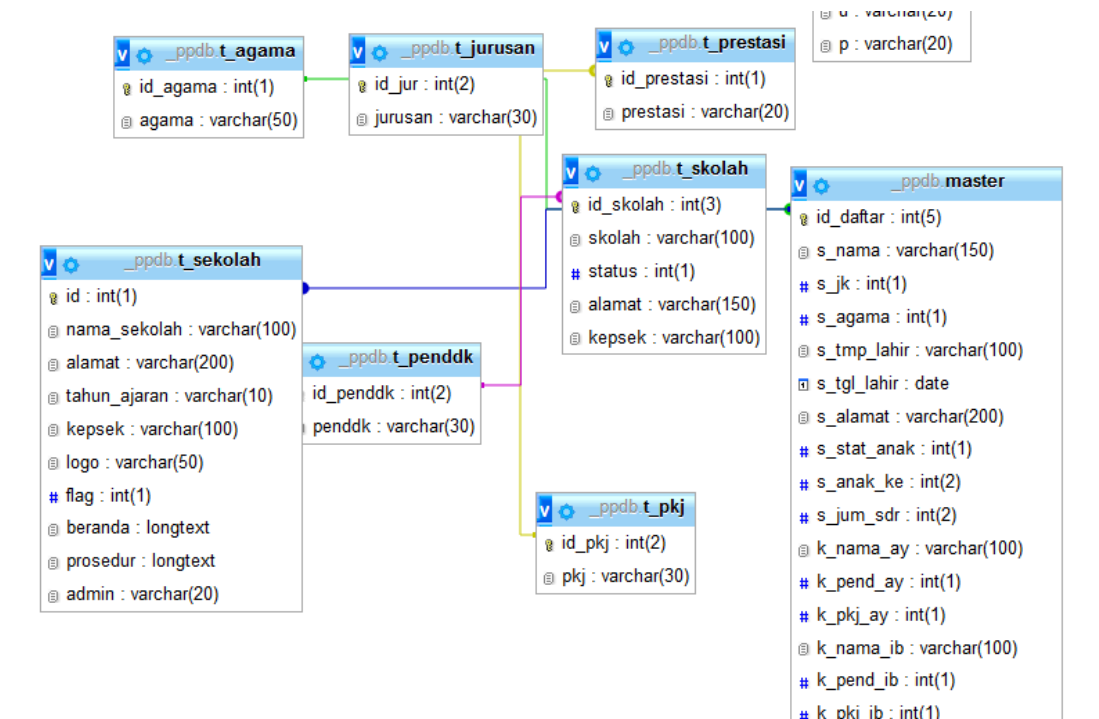 _ppdb.t_agama
id_agama : int(1)
agama : varchar(50)
_ppdb.t_jurusan
id_jur : int(2)
jurusan : varchar(30)
_ppdb.t_prestasi
id_prestasi : int(1)
prestasi : varchar(20)
u : varchar(20)
p : varchar(20)
_ppdb.t_skolah
id_skolah : int(3)
skolah : varchar(100)
status : int(1)
alamat : varchar(150)
kepsek : varchar(100)
_ppdb.master
id_daftar : int(5)
s_nama : varchar(150)
s_jk : int(1)
s_agama : int(1)
s_tmp_lahir : varchar(100)
s_tgl_lahir : date
s_alamat : varchar(200)
s_stat_anak : int(1)
s_anak_ke : int(2)
s_jum_sdr : int(2)
k_nama_ay : varchar(100)
k_pend_ay : int(1)
k_pkj_ay : int(1)
k_nama_ib : varchar(100)
k_pend_ib : int(1)
k_pkj_ib : int(1)
_ppdb.t_sekolah
id : int(1)
nama_sekolah : varchar(100)
alamat : varchar(200)
tahun_ajaran : varchar(10)
kepsek : varchar(100)
logo : varchar(50)
flag : int(1)
beranda : longtext
prosedur : longtext
admin : varchar(20)
_ppdb.t_penddk
id_penddk : int(2)
penddk : varchar(30)
_ppdb.t_pkj
id_pkj : int(2)
pkj : varchar(30)